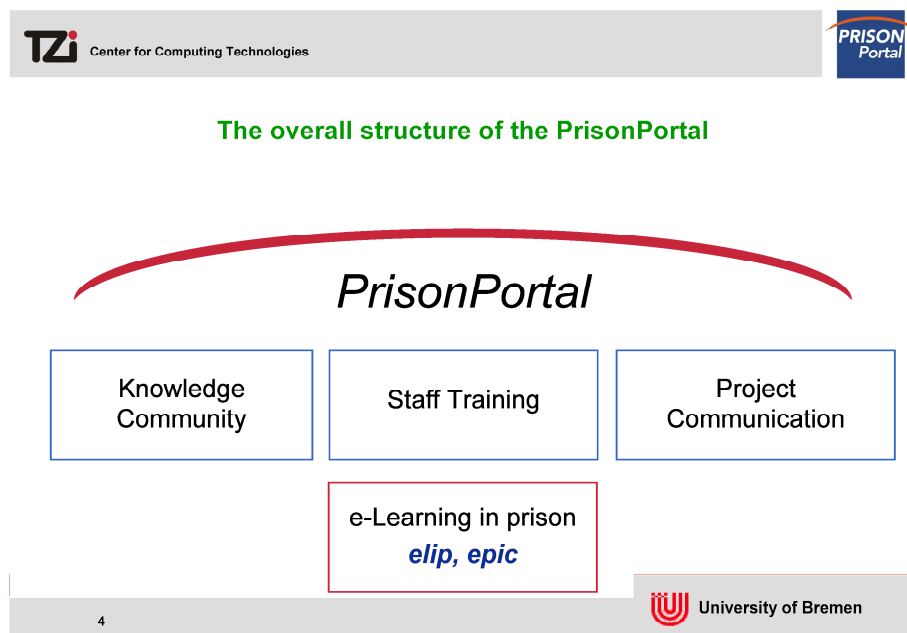 TZi
Center for Computing Technologies
PRISON
Portal
The overall structure of the PrisonPortal
PrisonPortal
Knowledge
Community
Staff Training
Project
Communication
e-Learning in prison
elip, epic
4
University of Bremen